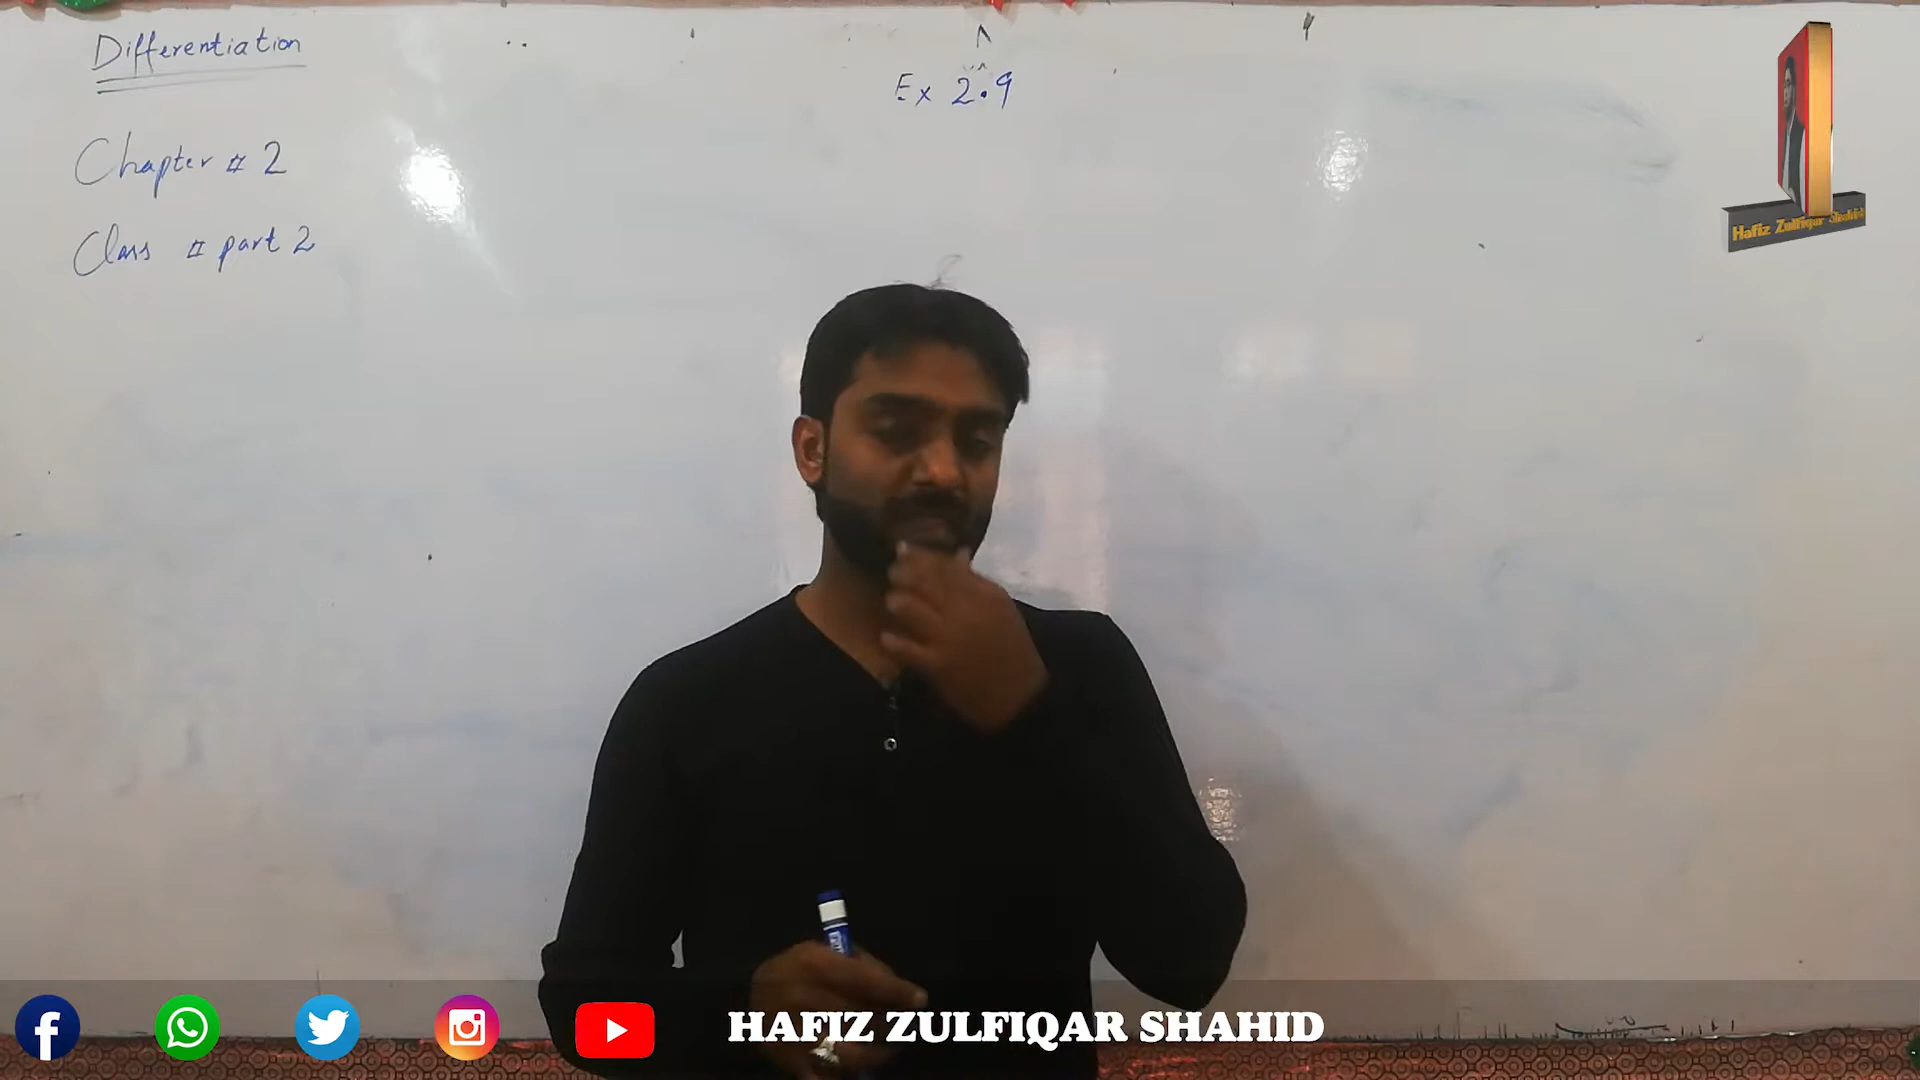 Differentiation
Ex 2.9
Chapter # 2
Class # part 2
Hafiz Zulfiqar Shahid
HAFIZ ZULFIQAR SHAHID